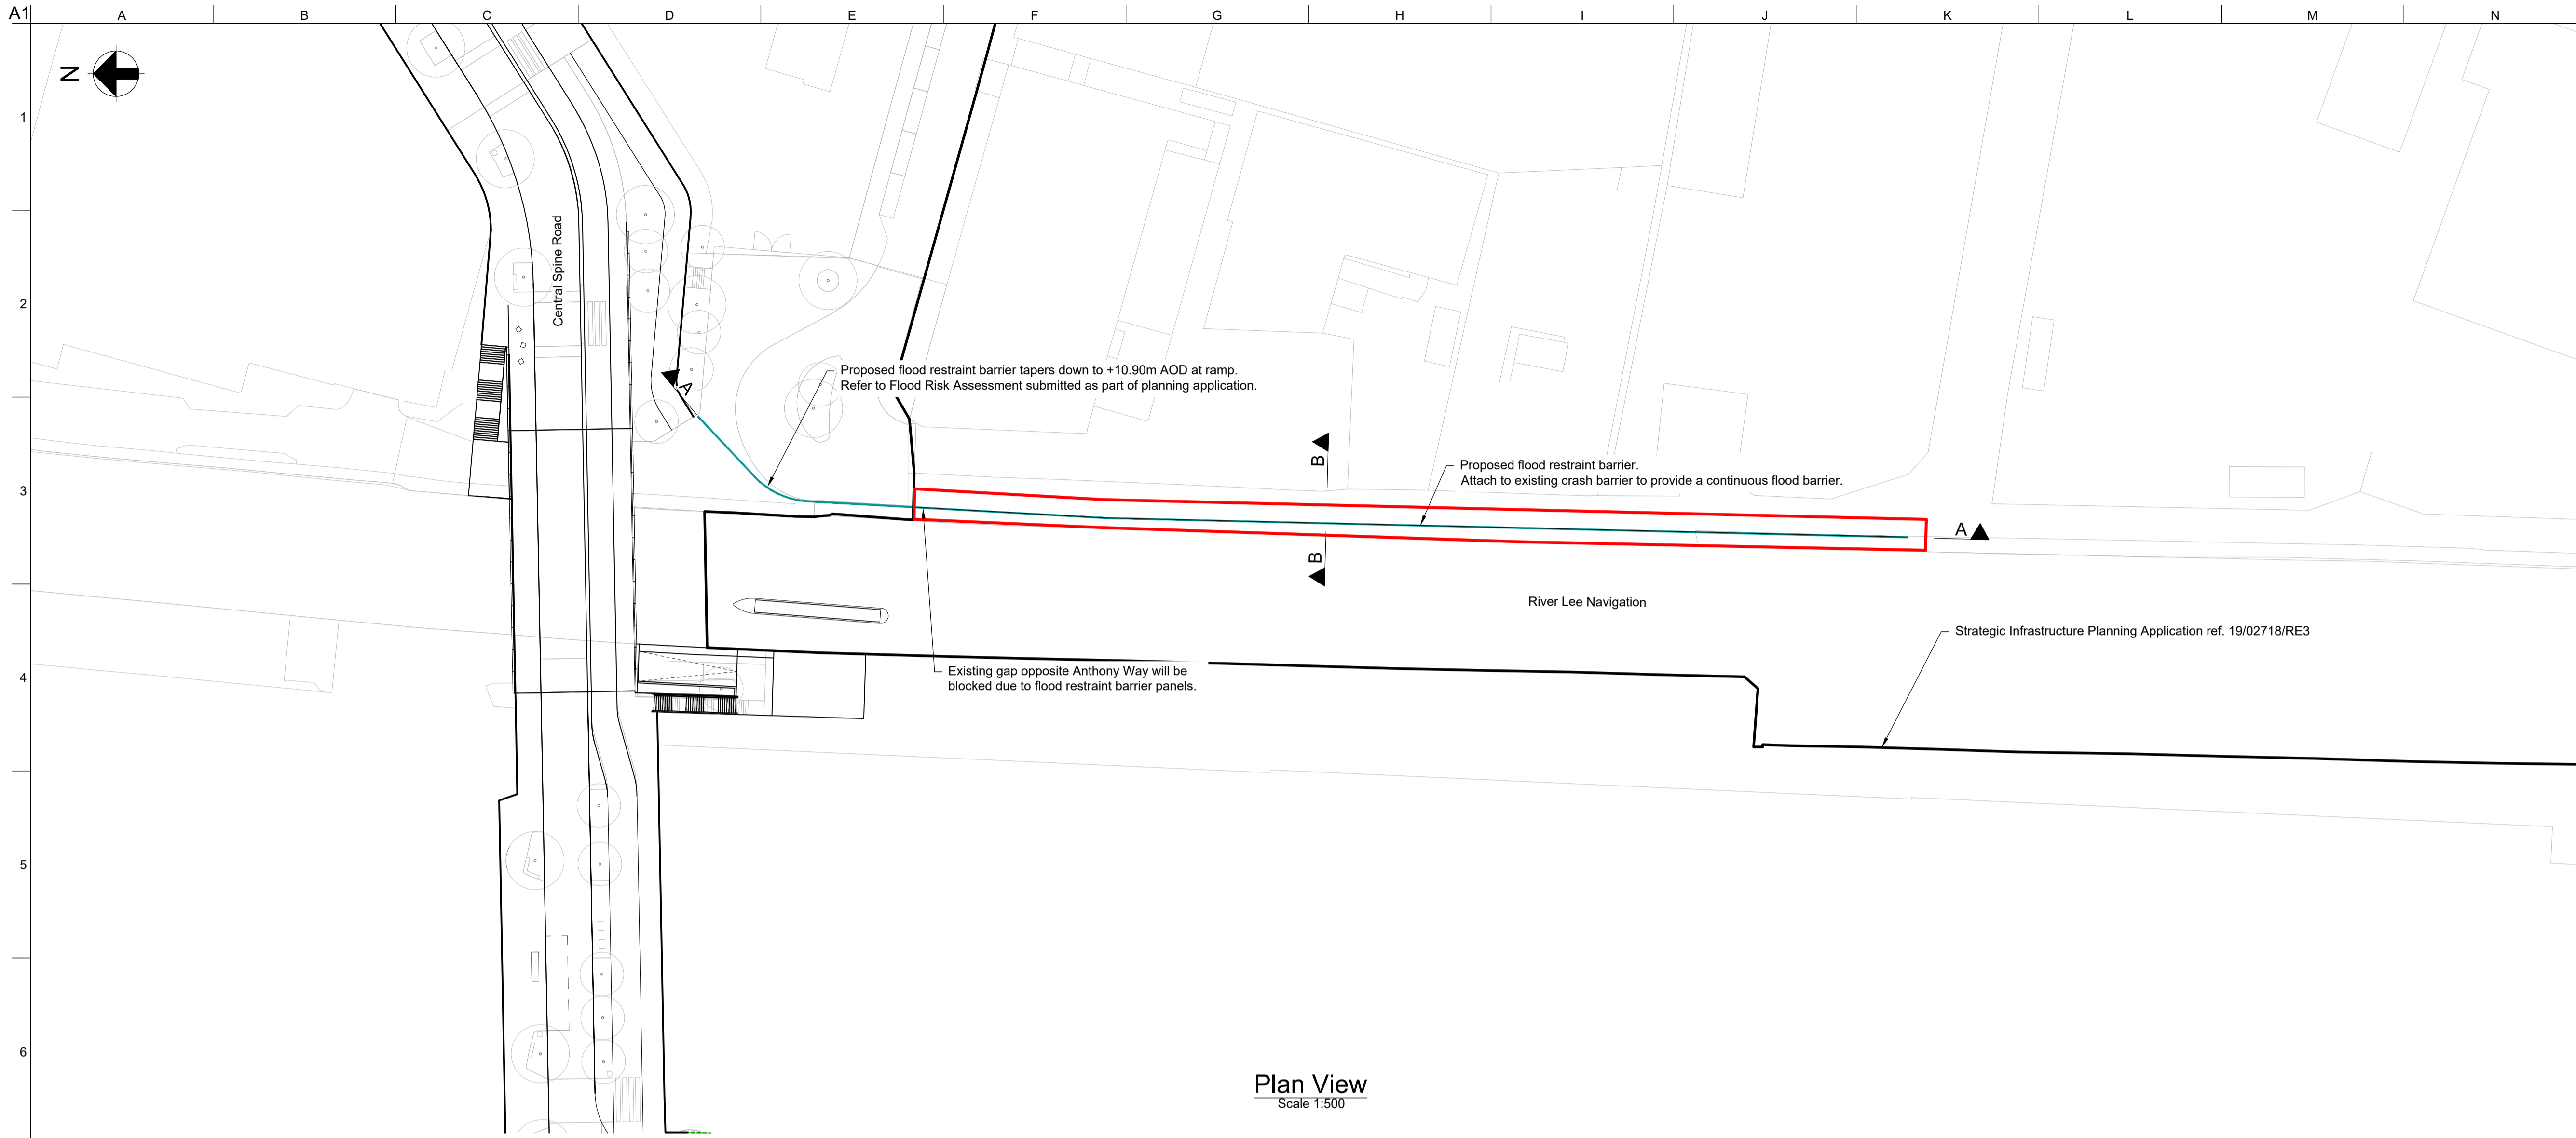 A1
A B C D E F G H I J K L M N
N
1
Central Spine Road
2
Proposed flood restraint barrier tapers down to +10.90m AOD at ramp.
Refer to Flood Risk Assessment submitted as part of planning application.
A
B
Proposed flood restraint barrier.
Attach to existing crash barrier to provide a continuous flood barrier.
3
A
B
River Lee Navigation
Strategic Infrastructure Planning Application ref. 19/02718/RE3
Existing gap opposite Anthony Way will be
blocked due to flood restraint barrier panels.
4
5
6
Plan View
Scale 1:500